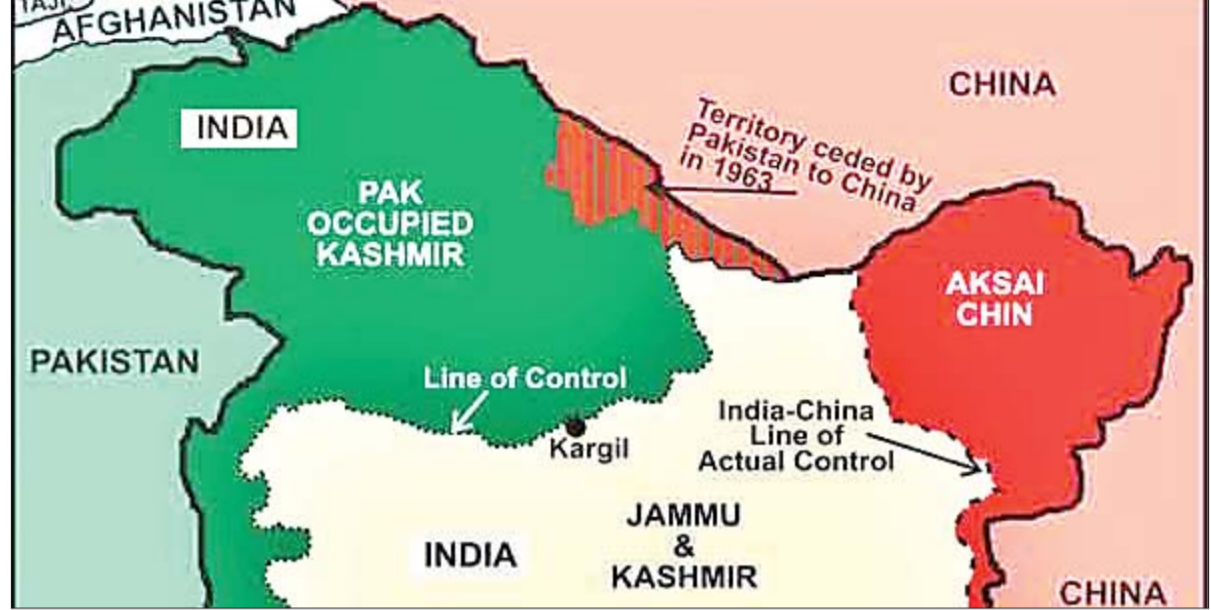 TAJI.
AFGHANISTAN
CHINA
INDIA
Territory ceded by
Pakistan to China
in 1963
PAK
OCCUPIED
KASHMIR
AKSAI
CHIN
PAKISTAN
Line of Control
India-China
Line of
Actual Control
Kargil
JAMMU
&
KASHMIR
INDIA
CHINA